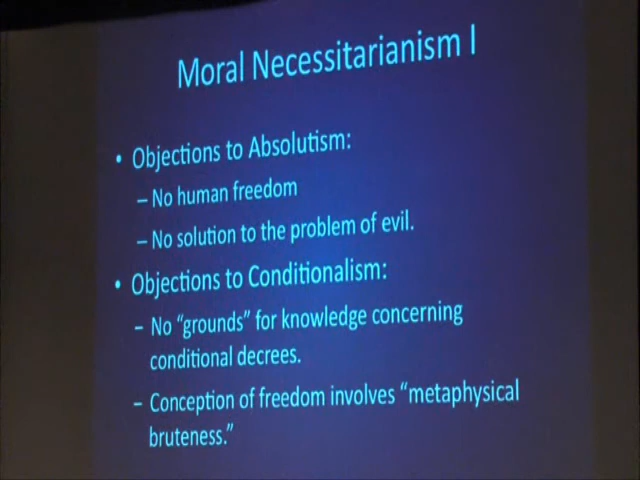 Moral Necessitarianism I
• Objections to Absolutism:
– No human freedom
– No solution to the problem of evil.
• Objections to Conditionalism:
– No “grounds” for knowledge concerning
conditional decrees.
– Conception of freedom involves “metaphysical
bruteness.”